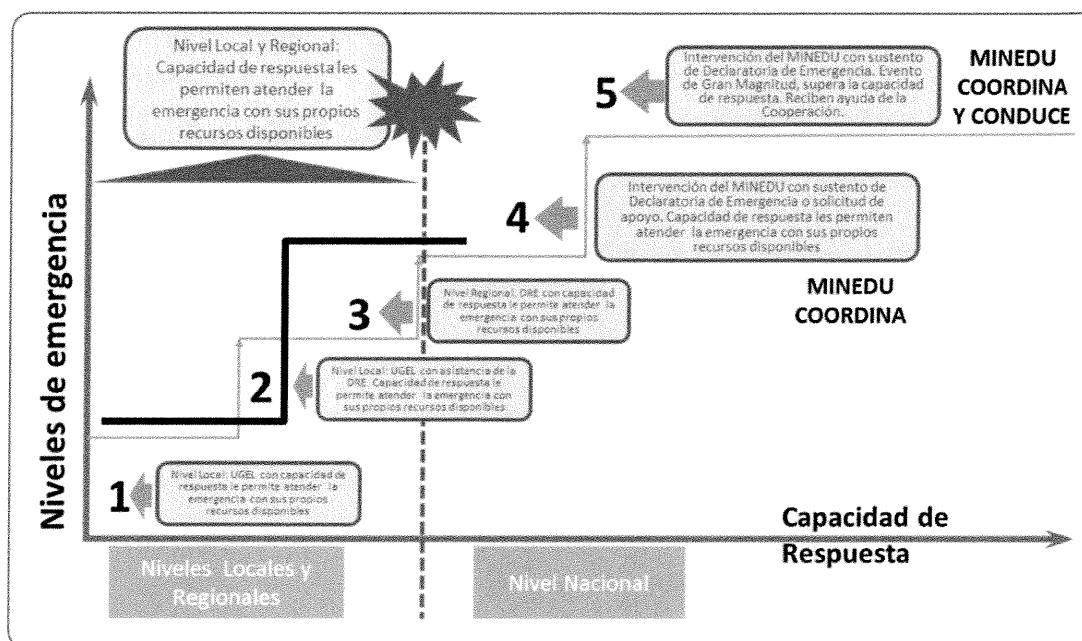 Nivel Local y Regional:
Capacidad de respuesta les
permiten atender la
emergencia con sus propios
recursos disponibles
5
Intervención del MINEDU con sustento
de Declaratoria de Emergencia. Evento
de Gran Magnitud, supera la capacidad
de respuesta. Reciben ayuda de la
Cooperación.
MINEDU
COORDINA
Y CONDUCE
4
Intervención del MINEDU con sustento de
Declaratoria de Emergencia o solicitud de
apoyo. Capacidad de respuesta les permiten
atender la emergencia con sus propios
recursos disponibles
MINEDU
COORDINA
3
Nivel Regional. DRE con capacidad
de respuesta le permite atender la
emergencia con sus propios
recursos disponibles
2
Nivel Local: UGEL con asistencia de la
DRE. Capacidad de respuesta le
permite atender la emergencia con
sus propios recursos disponibles
1
Nivel Local: UGEL con capacidad de
respuesta le permite atender la
emergencia con sus propios
recursos disponibles
Niveles de emergencia
Capacidad de
Respuesta
Niveles Locales y
Regionales
Nivel Nacional